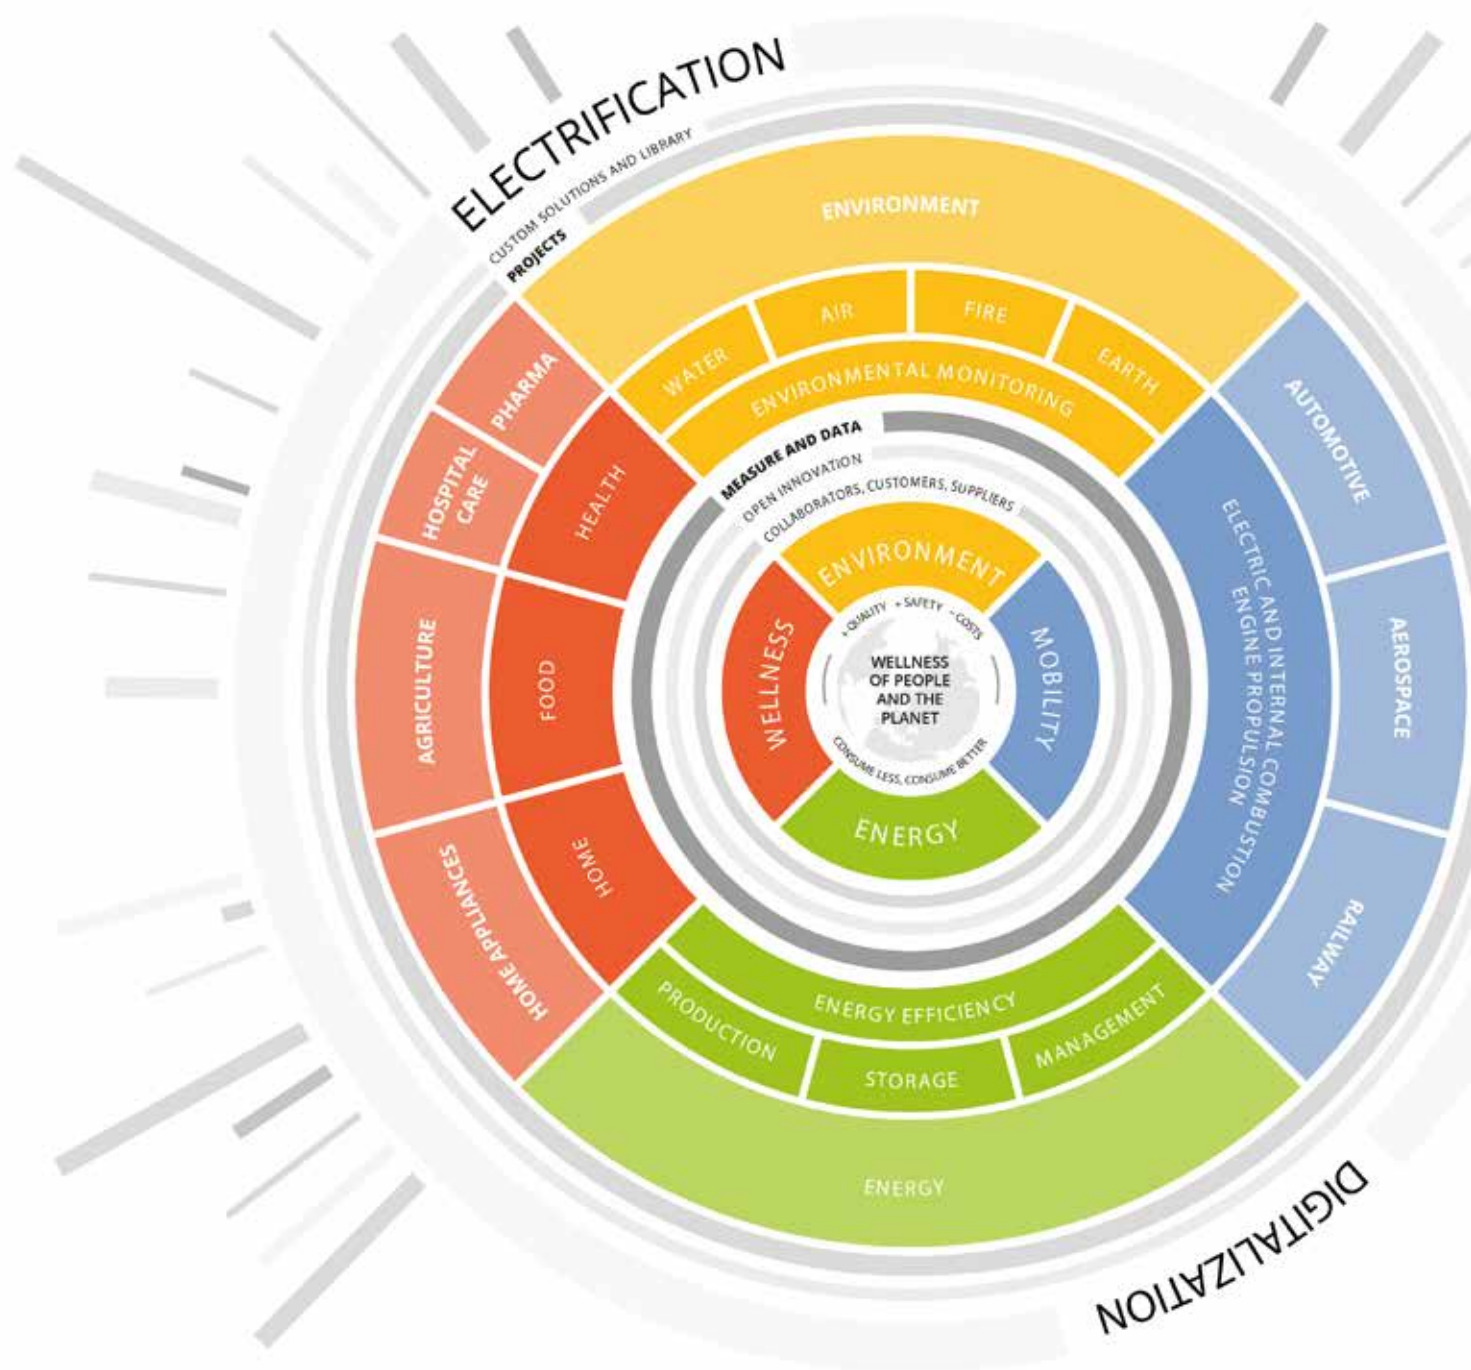 ELECTRIFICATION
CUSTOM SOLUTIONS AND LIBRARY
PROJECTS
ENVIRONMENT
WATER
AIR
FIRE
EARTH
ENVIRONMENTAL MONITORING
MEASURE AND DATA
OPEN INNOVATION
COLLABORATORS, CUSTOMERS, SUPPLIERS
PHARMA
HOSPITAL
CARE
AGRICULTURE
HOME APPLIANCES
HEALTH
FOOD
HOME
ENVIRONMENT
WELLNESS
MOBILITY
ENERGY
+ QUALITY + SAFETY - COSTS
WELLNESS
OF PEOPLE
AND THE
PLANET
CONSUME LESS, CONSUME BETTER
ELECTRIC AND INTERNAL COMBUSTION
ENGINE PROPULSION
AUTOMOTIVE
AEROSPACE
RAILWAY
ENERGY EFFICIENCY
PRODUCTION
STORAGE
MANAGEMENT
ENERGY
DIGITALIZATION